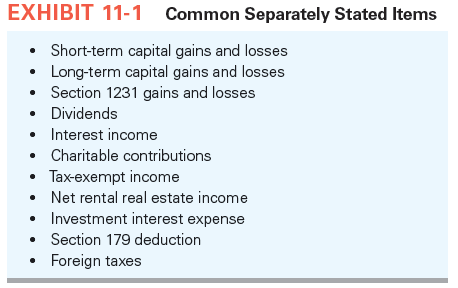 EXHIBIT 11-1 Common Separately Stated Items
• Short-term capital gains and losses
• Long-term capital gains and losses
• Section 1231 gains and losses
• Dividends
• Interest income
• Charitable contributions
• Tax-exempt income
• Net rental real estate income
• Investment interest expense
• Section 179 deduction
• Foreign taxes